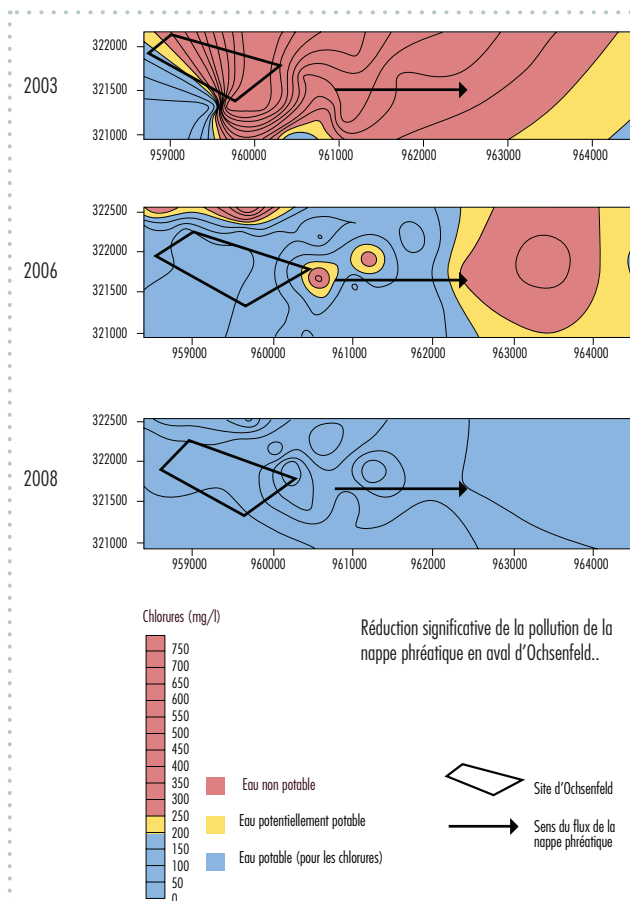 2003
322000
321500
321000
959000 960000 961000 962000 963000 964000
2006
322500
322000
321500
321000
959000 960000 961000 962000 963000 964000
2008
322500
322000
321500
321000
959000 960000 961000 962000 963000 964000
Chlorures (mg/l)
750
700
650
600
550
500
450
400
350
300
250
200
150
100
50
0
Eau non potable
Eau potentiellement potable
Eau potable (pour les chlorures)
Réduction significative de la pollution de la
nappe phréatique en aval d'Ochsenfeld..
Site d'Ochsenfeld
Sens du flux de la
nappe phréatique